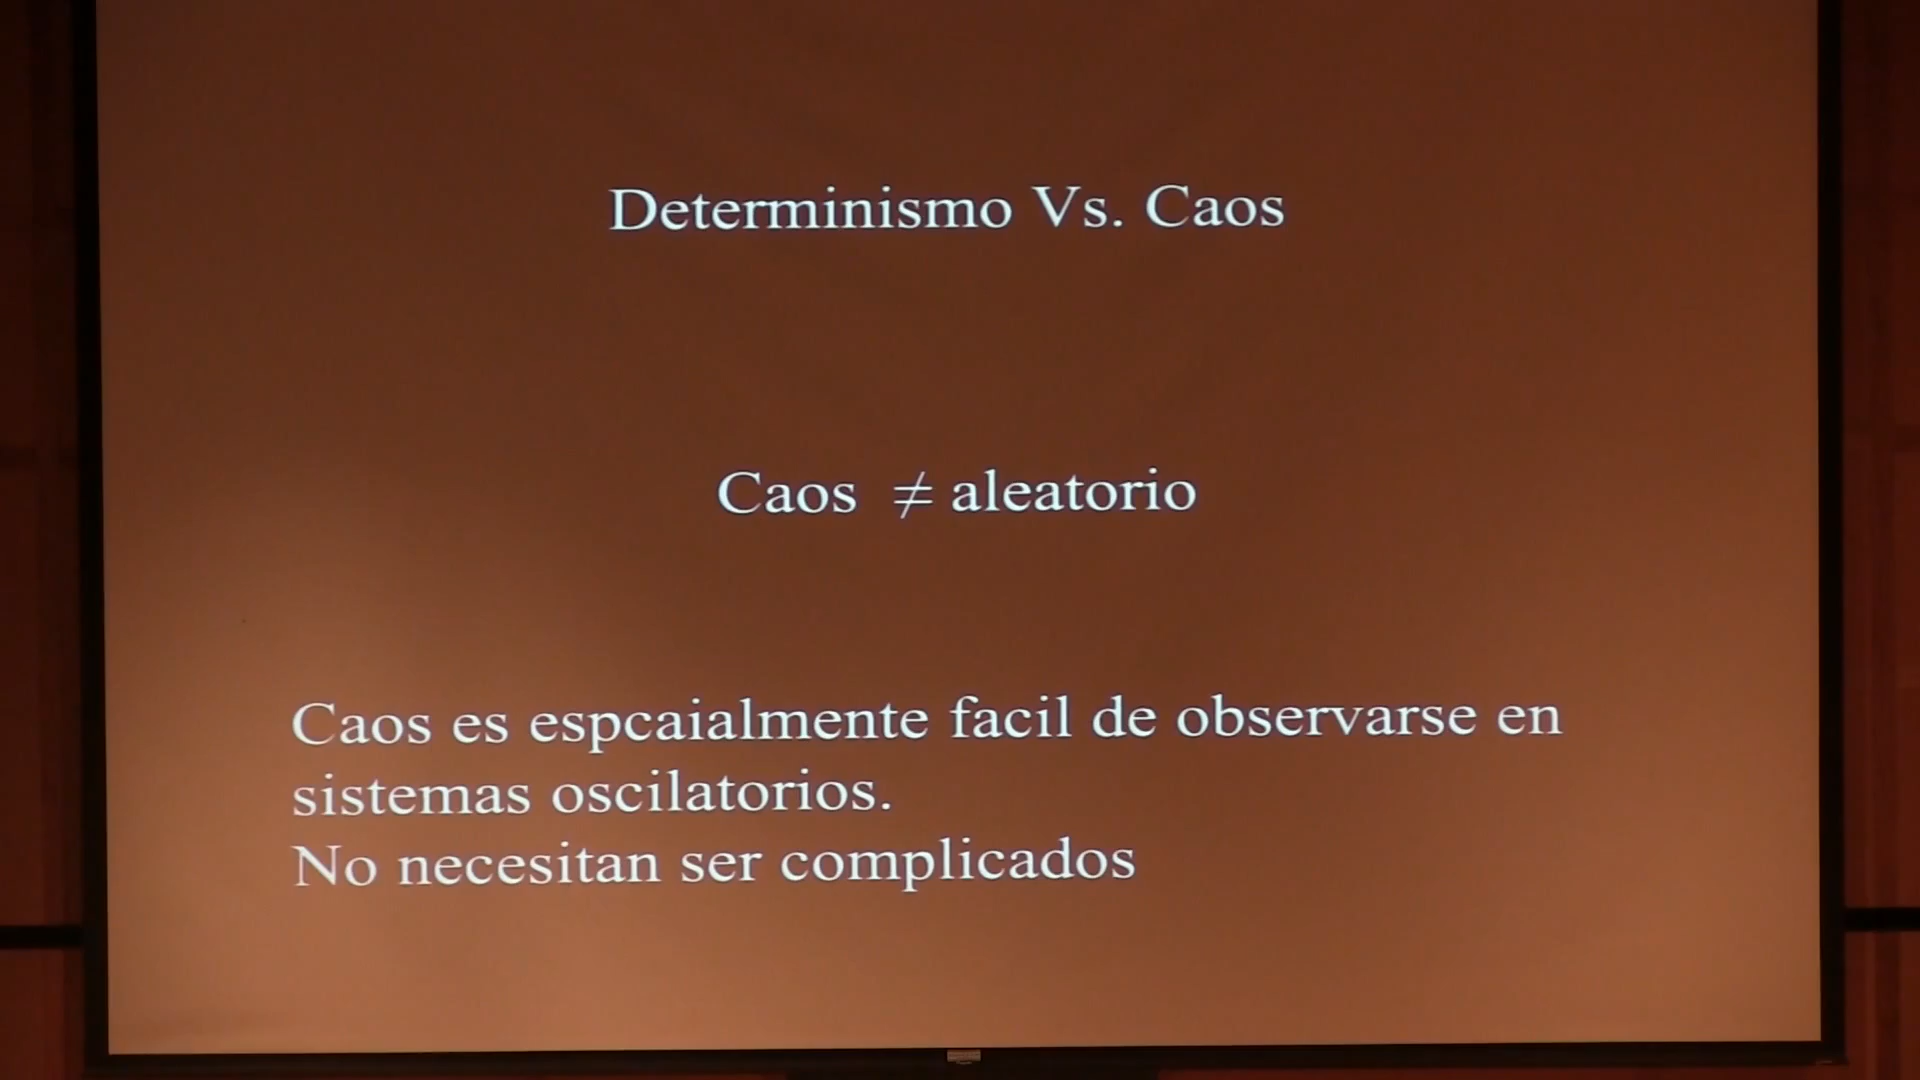 Determinismo Vs. Caos
Caos ≠ aleatorio
Caos es espcaialmente facil de observarse en
sistemas oscilatorios.
No necesitan ser complicados